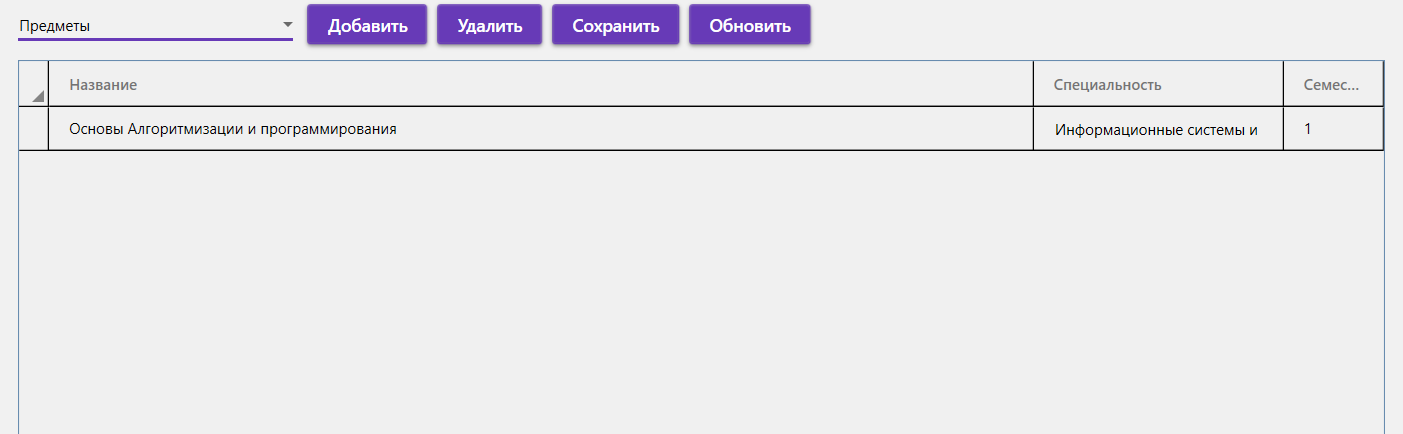 Предметы Добавить Удалить Сохранить Обновить
Название Специальность Семес...
Основы Алгоритмизации и программирования Информационные системы и 1